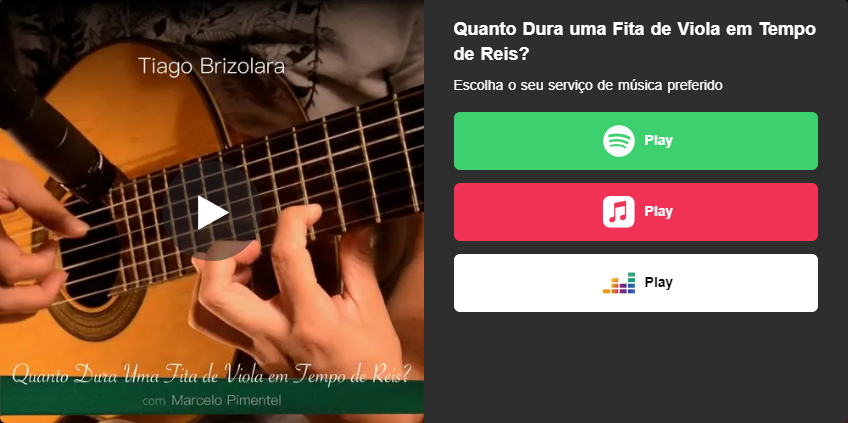 Tiago Brizolara
Quanto Dura Uma Fita de Viola em Tempo de Reis?
com Marcelo Pimentel
Quanto Dura uma Fita de Viola em Tempo
de Reis?
Escolha o seu serviço de música preferido
Play
Play
Play